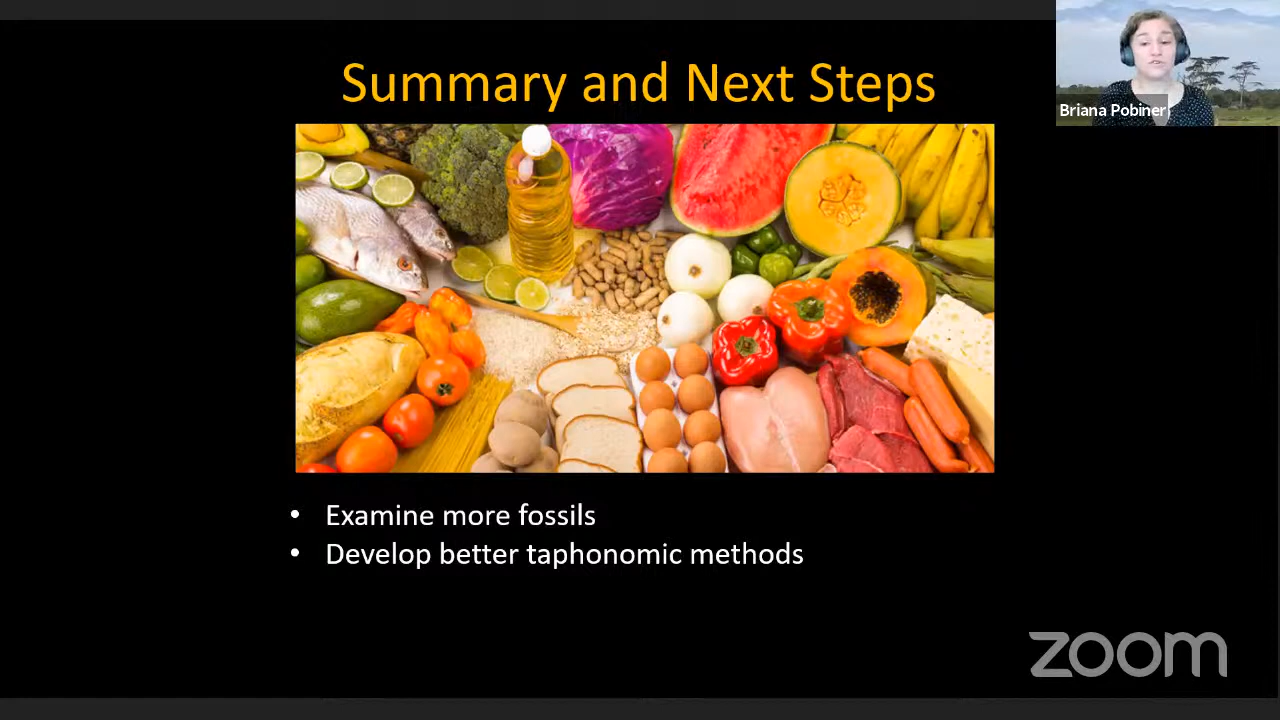 Summary and Next Steps
Briana Pobiner
• Examine more fossils
• Develop better taphonomic methods
zoom